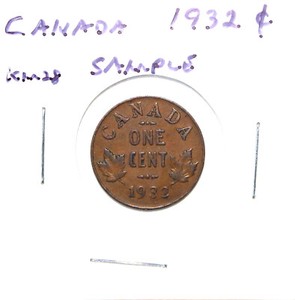 CANADA 1932 ¢
KM28 SAMPLE
CANADA
ONE
CENT
1932